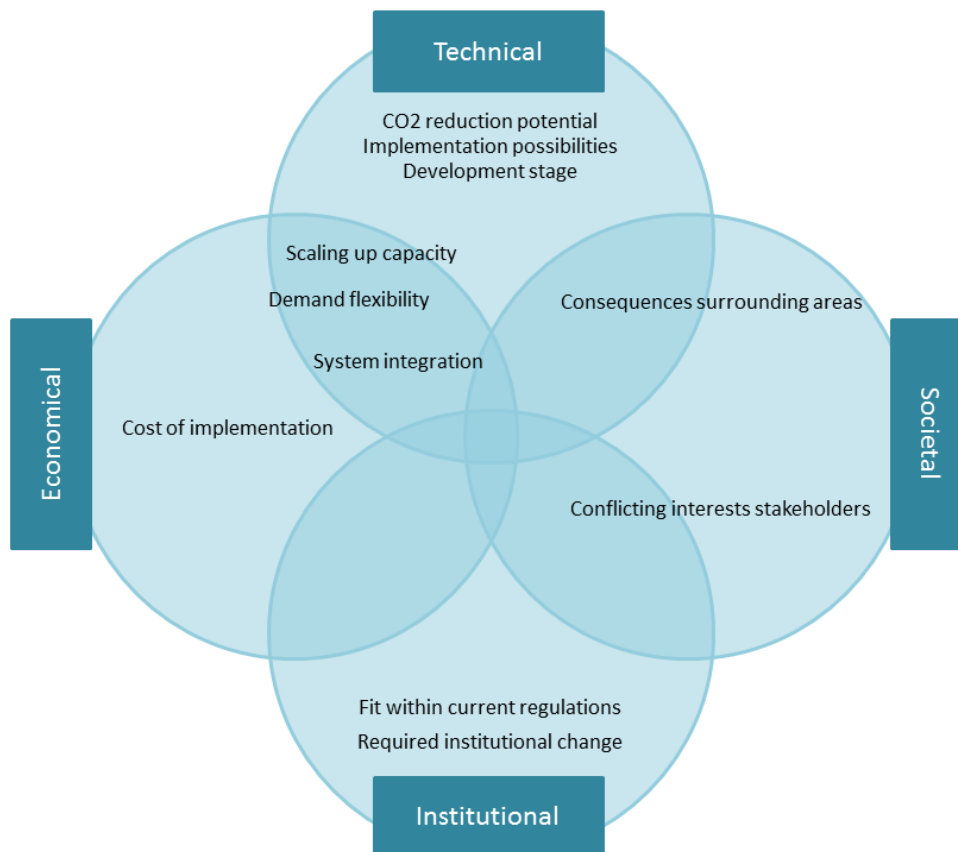 Technical
CO2 reduction potential
Implementation possibilities
Development stage
Scaling up capacity
Demand flexibility
Consequences surrounding areas
System integration
Economical
Cost of implementation
Societal
Conflicting interests stakeholders
Fit within current regulations
Required institutional change
Institutional